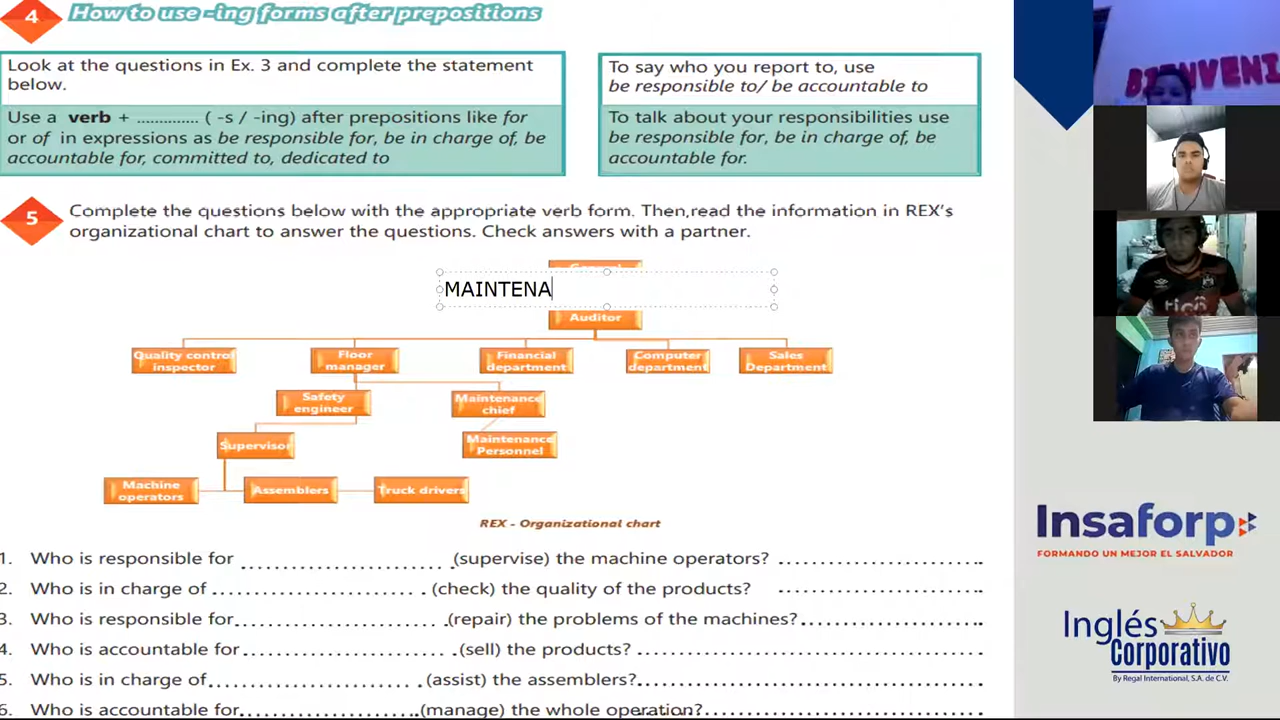 4
How to use -ing forms after prepositions
Look at the questions in Ex. 3 and complete the statement
below.
Use a verb + ............. ( -s / -ing) after prepositions like for
or of in expressions as be responsible for, be in charge of, be
accountable for, committed to, dedicated to
To say who you report to, use
be responsible to/ be accountable to
To talk about your responsibilities use
be responsible for, be in charge of, be
accountable for.
5
Complete the questions below with the appropriate verb form. Then,read the information in REX's
organizational chart to answer the questions. Check answers with a partner.
MAINTENA
Auditor
Quality control
inspector
Floor
manager
Financial
department
Computer
department
Sales
Department
Safety
engineer
Maintenance
chief
Supervisor
Maintenance
Personnel
Machine
operators
Assemblers
Truck drivers
REX - Organizational chart
1. Who is responsible for ........................ (supervise) the machine operators? ........................
2. Who is in charge of ........................ (check) the quality of the products? ........................
3. Who is responsible for........................ (repair) the problems of the machines? ........................
4. Who is accountable for........................ (sell) the products? ........................
5. Who is in charge of........................ (assist) the assemblers?........................
6. Who is accountable for........................ (manage) the whole operation?........................
BIENVENI
tigo
Insaforp
FORMANDO UN MEJOR EL SALVADOR
Inglés
Corporativo
By Regal International, S.A. de C.V.